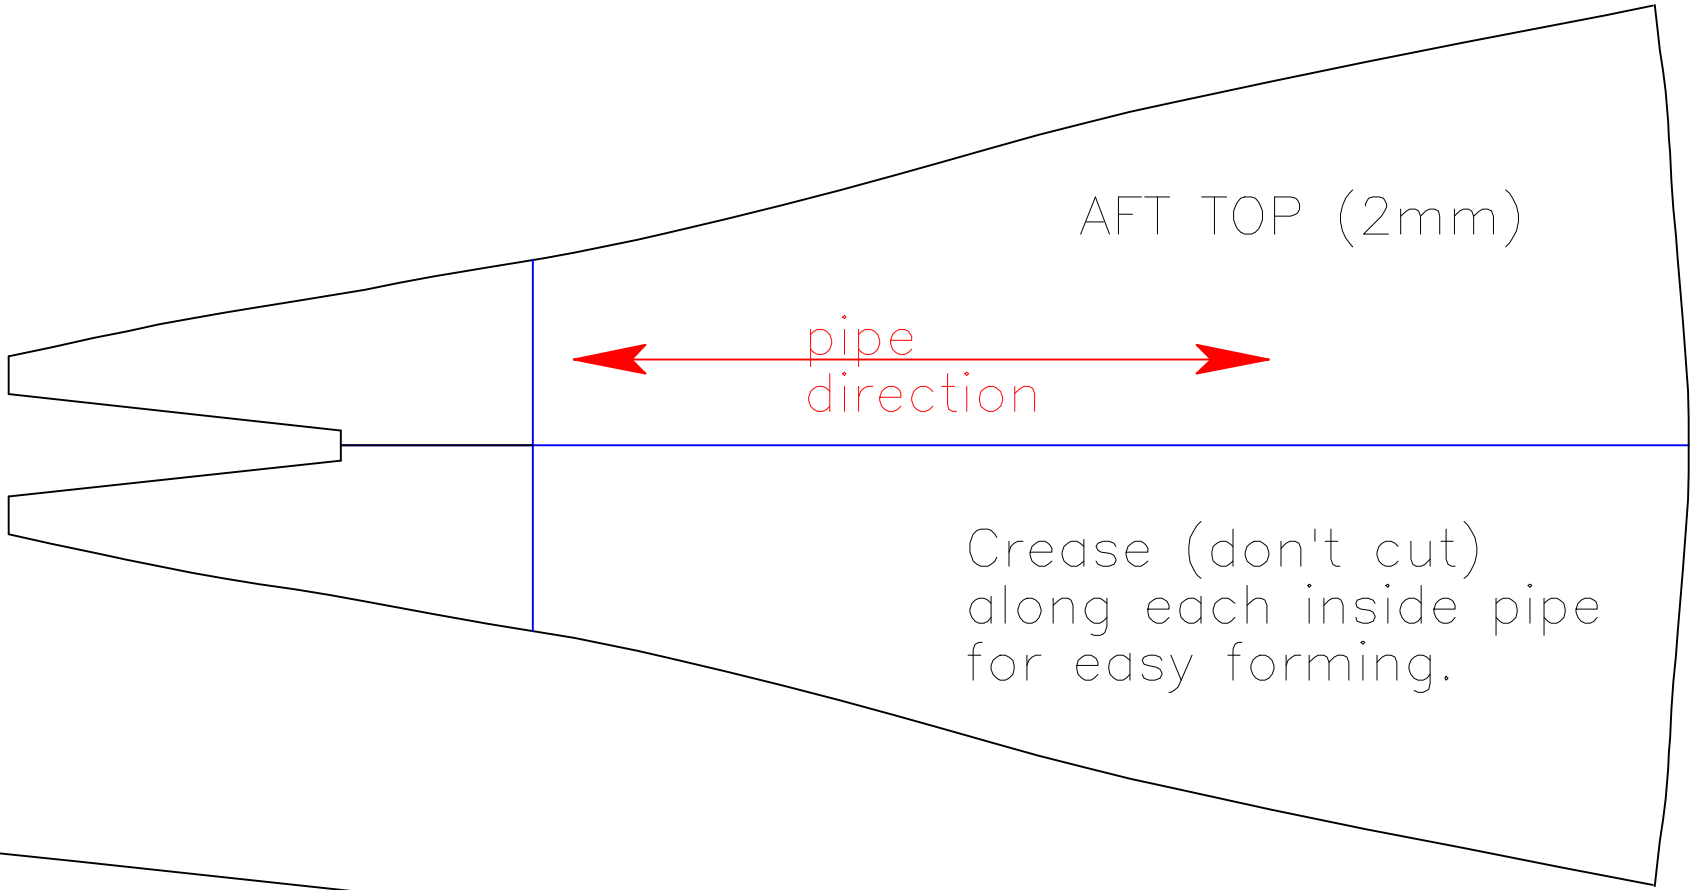 AFT TOP (2mm)
pipe
direction
Crease (don't cut)
along each inside pipe
for easy forming.